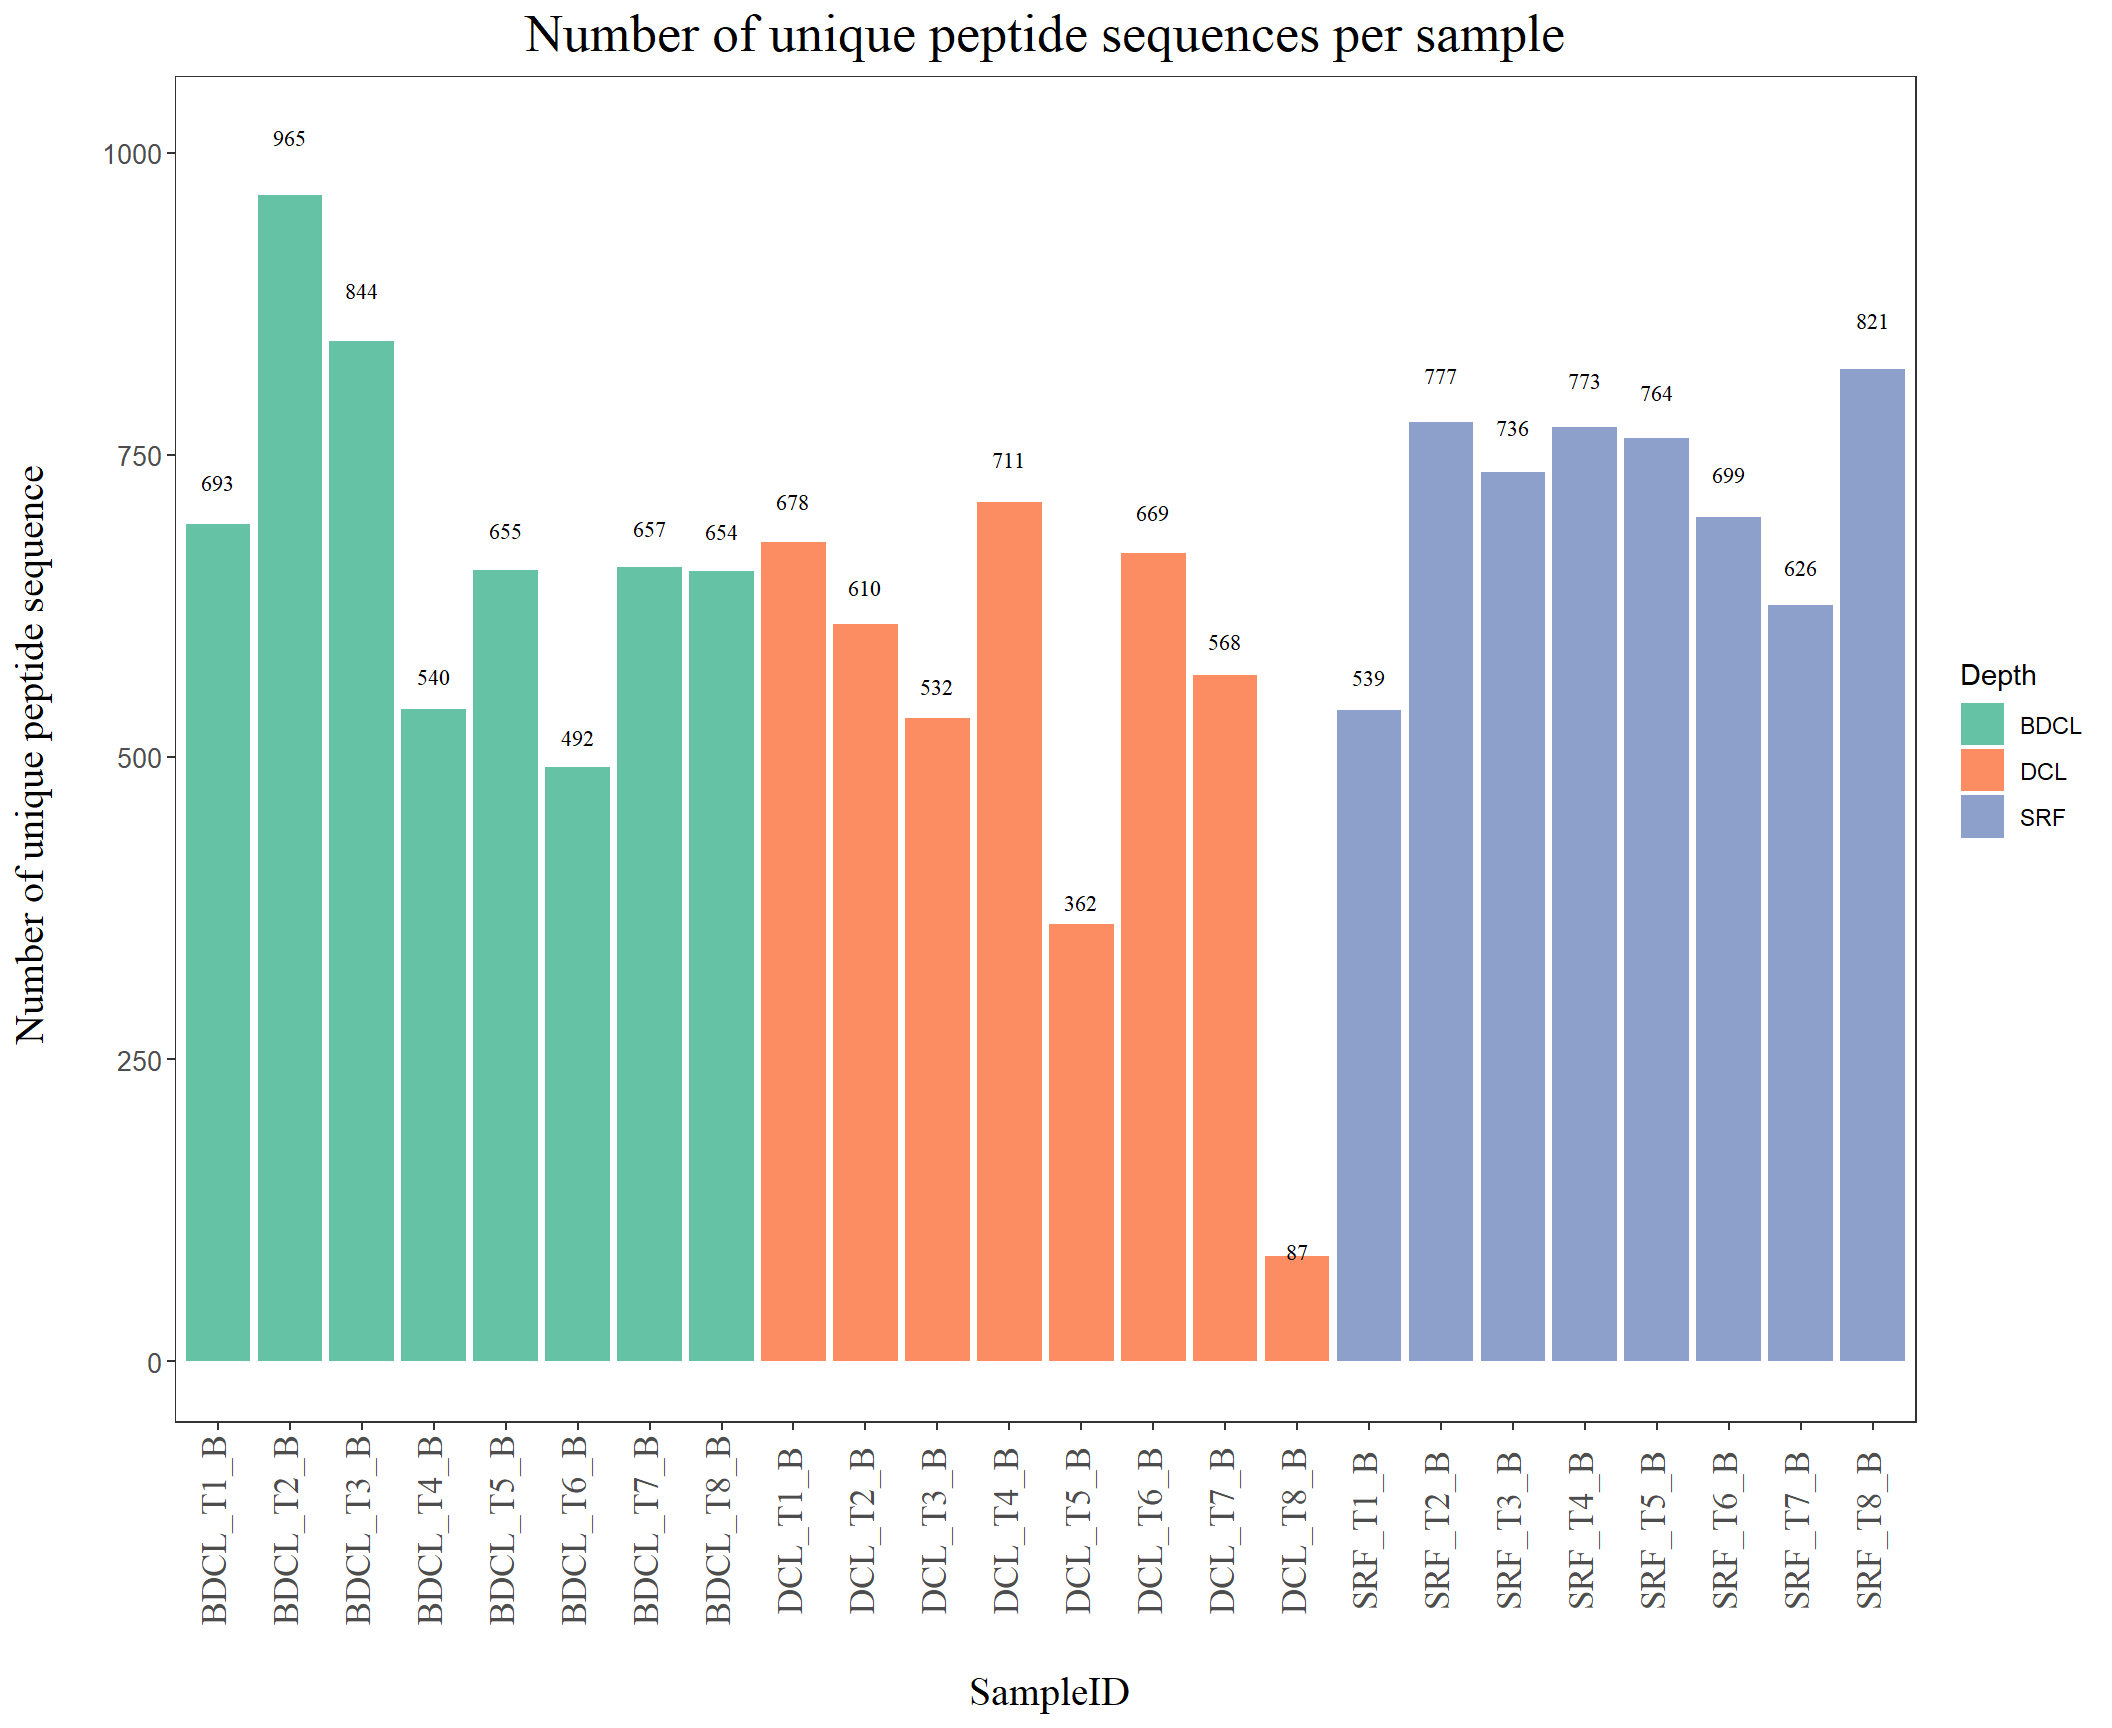 Number of unique peptide sequences per sample
Number of unique peptide sequence
1000
750
500
250
0
693
965
844
540
655
492
657
654
678
610
532
711
362
669
568
87
539
777
736
773
764
699
626
821
BDCL_T1_B
BDCL_T2_B
BDCL_T3_B
BDCL_T4_B
BDCL_T5_B
BDCL_T6_B
BDCL_T7_B
BDCL_T8_B
DCL_T1_B
DCL_T2_B
DCL_T3_B
DCL_T4_B
DCL_T5_B
DCL_T6_B
DCL_T7_B
DCL_T8_B
SRF_T1_B
SRF_T2_B
SRF_T3_B
SRF_T4_B
SRF_T5_B
SRF_T6_B
SRF_T7_B
SRF_T8_B
SampleID
Depth
BDCL
DCL
SRF